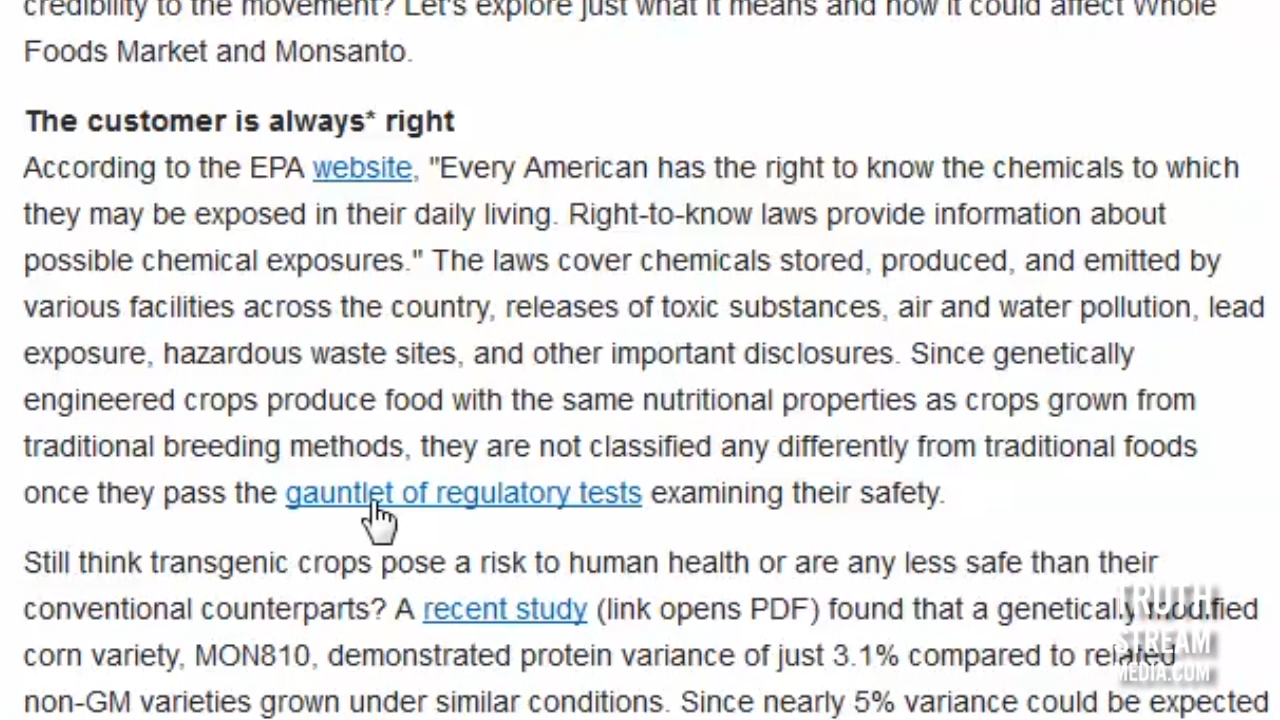 credibility to the movement? Let's explore just what it means and how it could affect Whole
Foods Market and Monsanto.
The customer is always* right
According to the EPA website, "Every American has the right to know the chemicals to which
they may be exposed in their daily living. Right-to-know laws provide information about
possible chemical exposures." The laws cover chemicals stored, produced, and emitted by
various facilities across the country, releases of toxic substances, air and water pollution, lead
exposure, hazardous waste sites, and other important disclosures. Since genetically
engineered crops produce food with the same nutritional properties as crops grown from
traditional breeding methods, they are not classified any differently from traditional foods
once they pass the gauntlet of regulatory tests examining their safety.
Still think transgenic crops pose a risk to human health or are any less safe than their
conventional counterparts? A recent study (link opens PDF) found that a genetically modified
corn variety, MON810, demonstrated protein variance of just 3.1% compared to related
non-GM varieties grown under similar conditions. Since nearly 5% variance could be expected
TRUTH
STREAM
MEDIA.COM